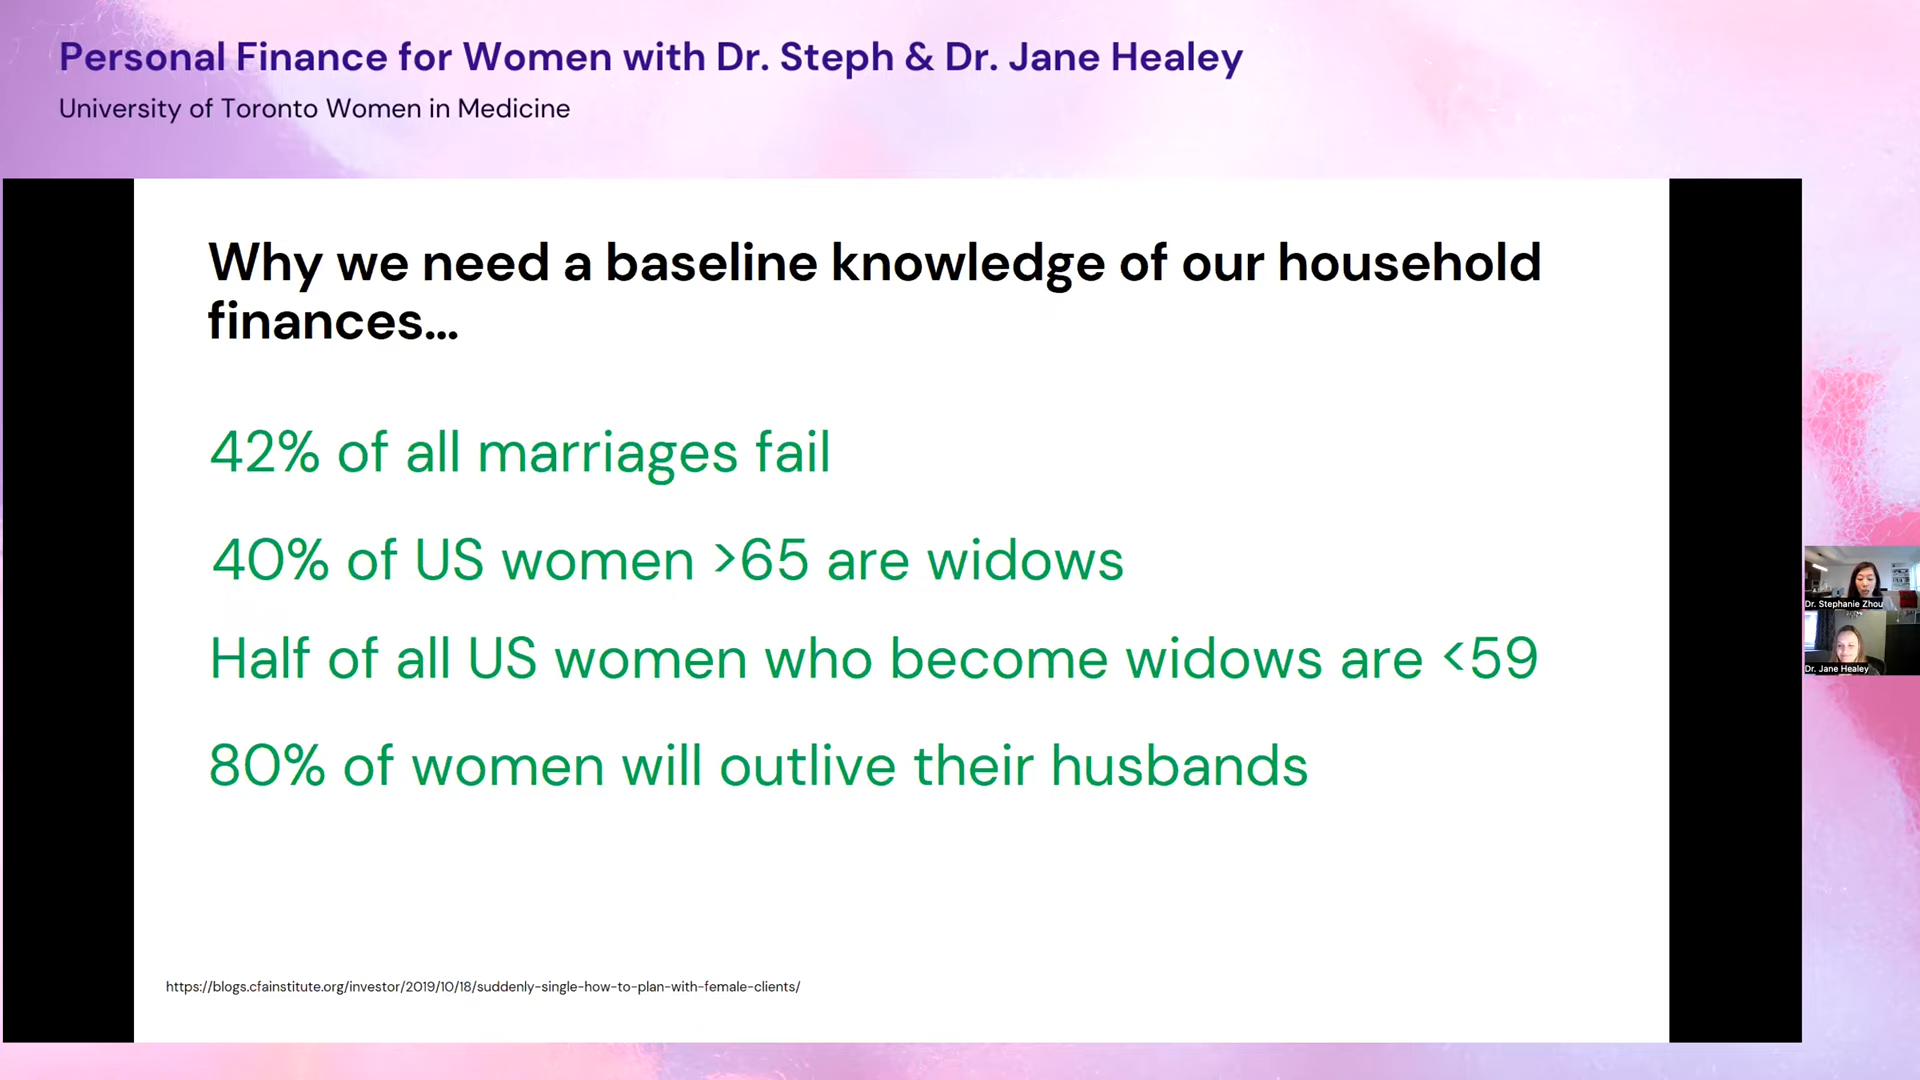 Personal Finance for Women with Dr. Steph & Dr. Jane Healey
University of Toronto Women in Medicine
Why we need a baseline knowledge of our household
finances...
42% of all marriages fail
40% of US women >65 are widows
Half of all US women who become widows are <59
80% of women will outlive their husbands
Dr. Stephanie Zhou
Dr. Jane Healey
https://blogs.cfainstitute.org/investor/2019/10/18/suddenly-single-how-to-plan-with-female-clients/